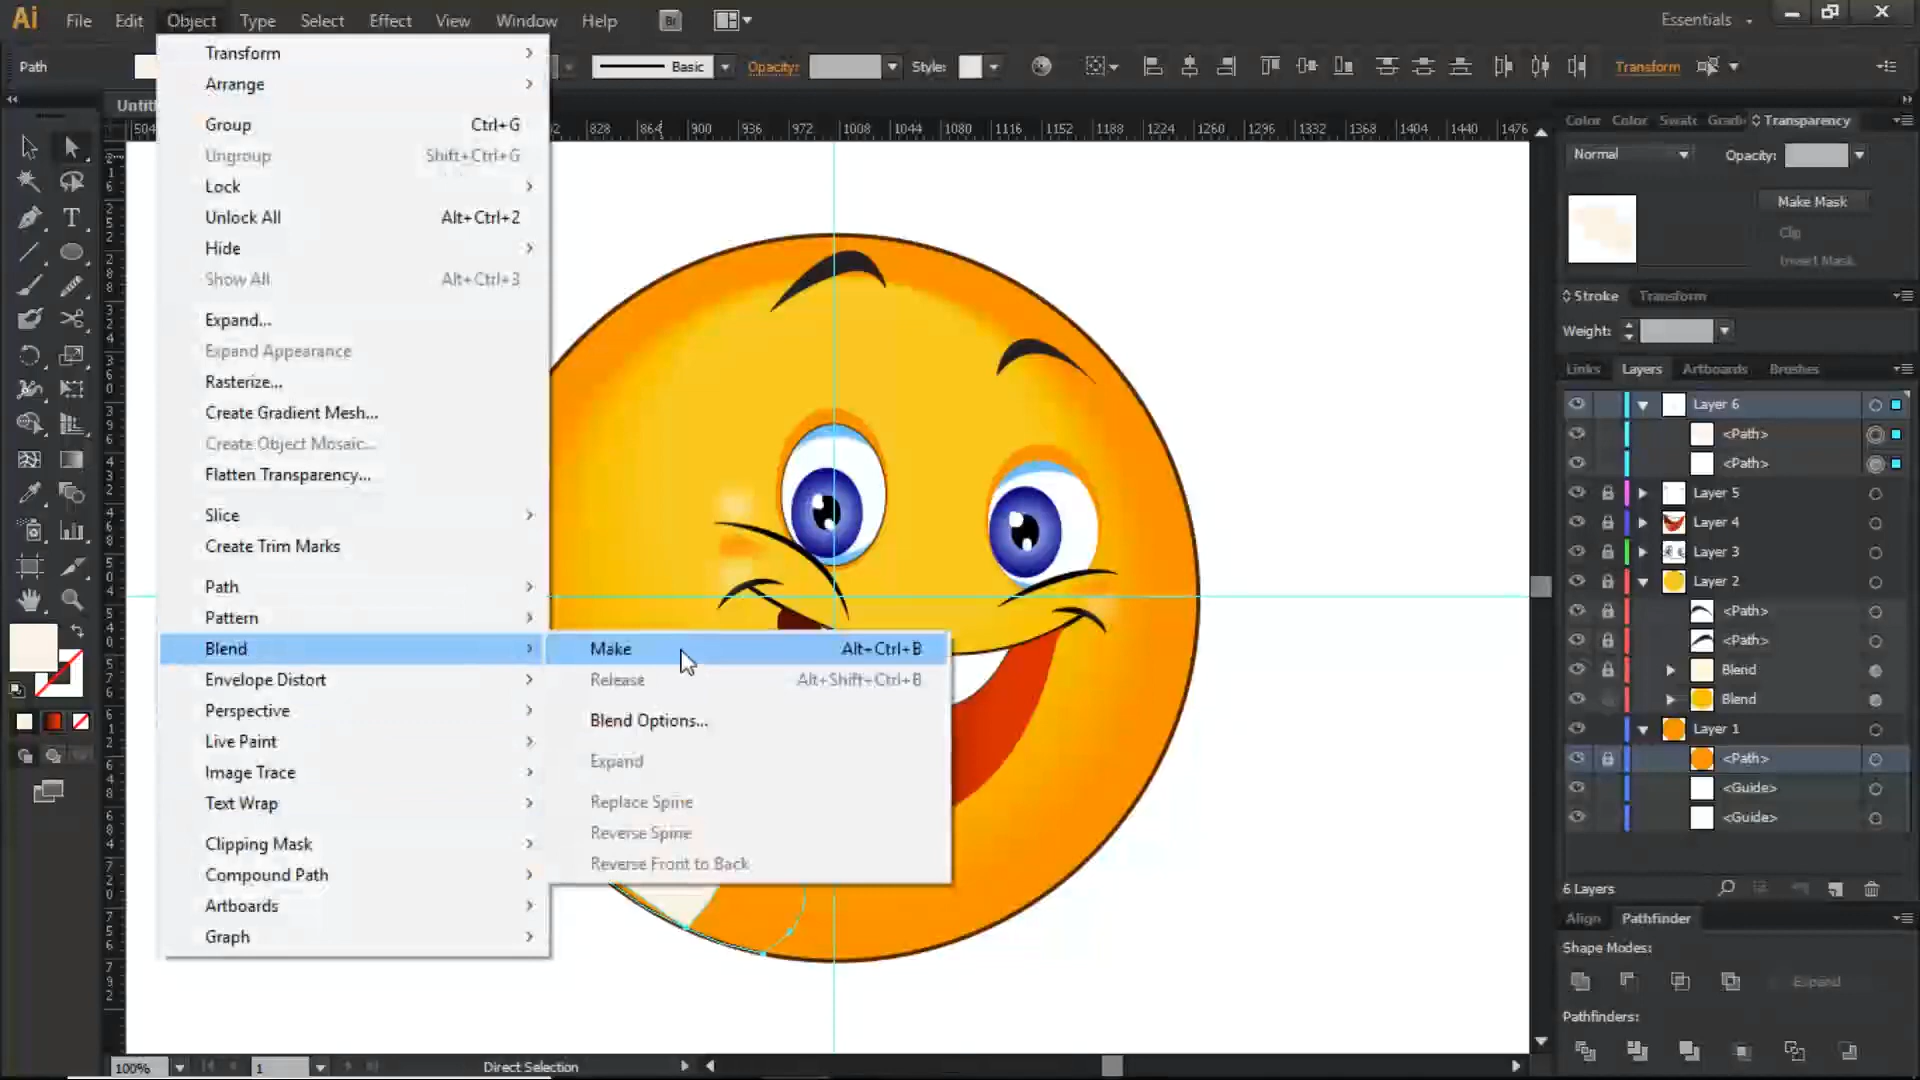 Ai File Edit Object Type Select Effect View Window Help Br Essentials
Path Basic Opacity: Style: Transform
Transform
Arrange
Group Ctrl+G
Ungroup Shift+Ctrl+G
Lock
Unlock All Alt+Ctrl+2
Hide
Show All Alt+Ctrl+3
Expand...
Expand Appearance
Rasterize...
Create Gradient Mesh...
Create Object Mosaic...
Flatten Transparency...
Slice
Create Trim Marks
Path
Pattern
Blend
Envelope Distort
Perspective
Live Paint
Image Trace
Text Wrap
Clipping Mask
Compound Path
Artboards
Graph
Make Alt+Ctrl+B
Release Alt+Shift+Ctrl+B
Blend Options...
Expand
Replace Spine
Reverse Spine
Reverse Front to Back
504 828 864 900 936 972 1008 1044 1080 1116 1152 1188 1224 1260 1296 1332 1368 1404 1440 1476
Color Color Swatc Gradi Transparency
Normal Opacity:
Make Mask
Clip
Invert Mask
Stroke Transform
Weight:
Links Layers Artboards Brushes
Layer 6
<Path>
<Path>
Layer 5
Layer 4
Layer 3
Layer 2
<Path>
<Path>
Blend
Blend
Layer 1
<Path>
<Guide>
<Guide>
6 Layers
Align Pathfinder
Shape Modes:
Expand
Pathfinders:
100% 1 Direct Selection